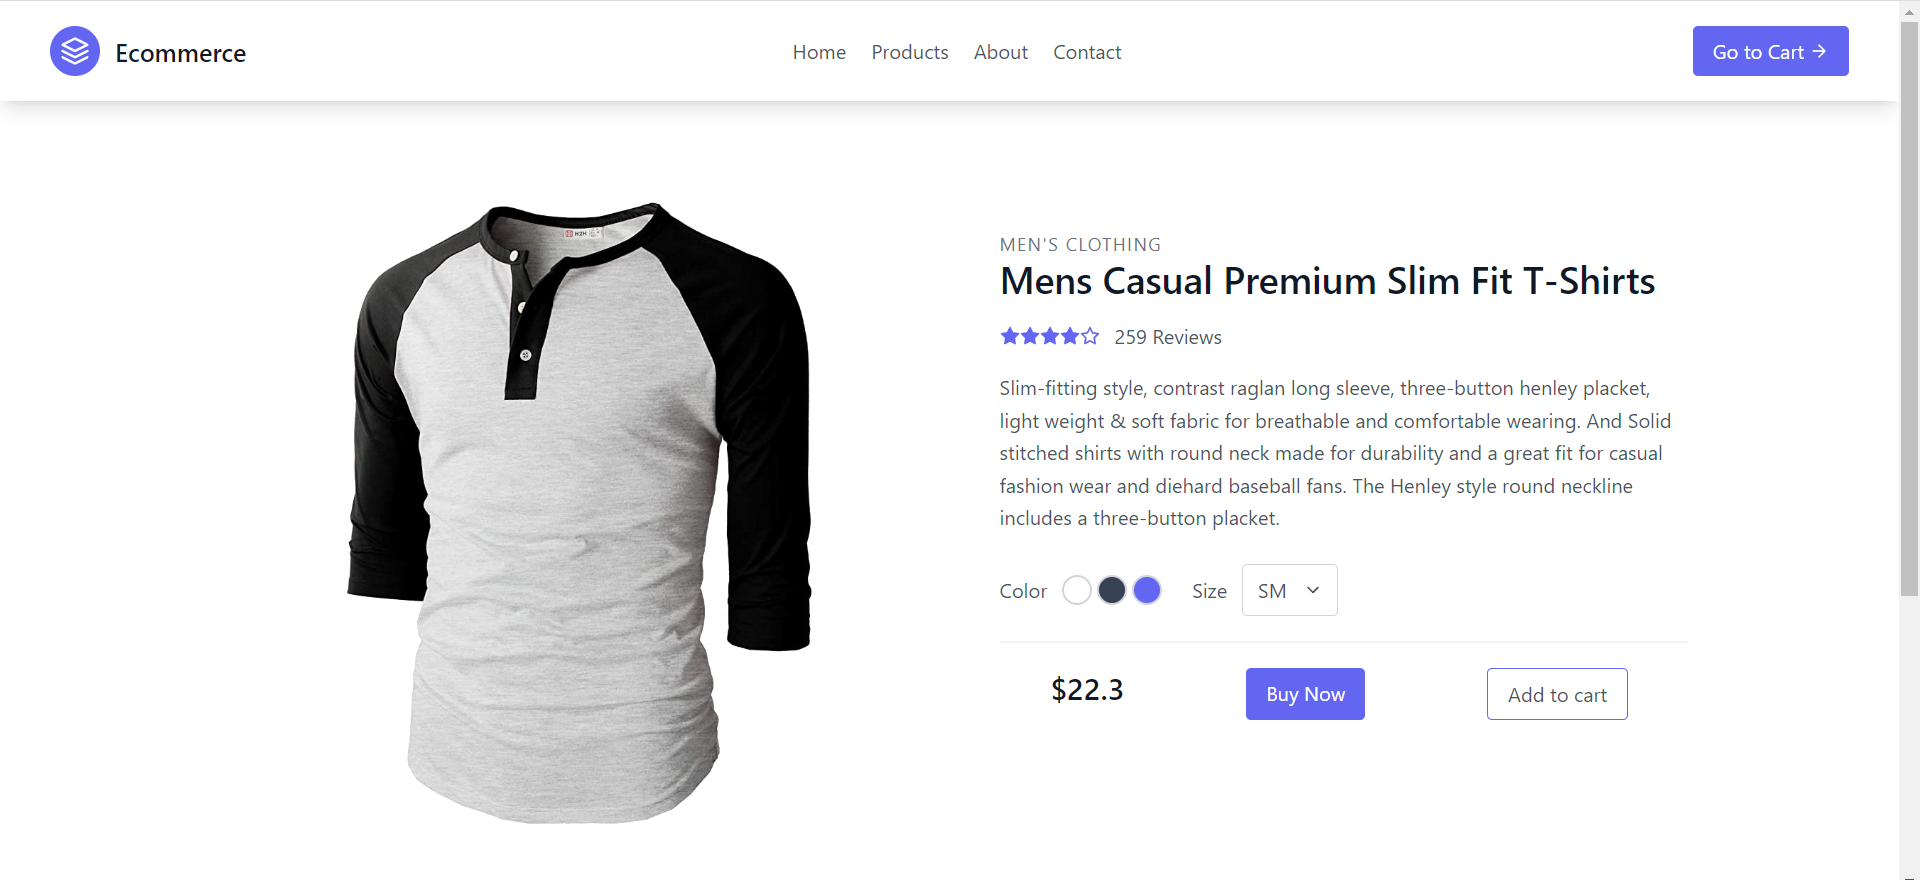 Ecommerce
Home Products About Contact
Go to Cart →
H2H
MEN'S CLOTHING
Mens Casual Premium Slim Fit T-Shirts
259 Reviews
Slim-fitting style, contrast raglan long sleeve, three-button henley placket,
light weight & soft fabric for breathable and comfortable wearing. And Solid
stitched shirts with round neck made for durability and a great fit for casual
fashion wear and diehard baseball fans. The Henley style round neckline
includes a three-button placket.
Color Size SM
$22.3 Buy Now Add to cart